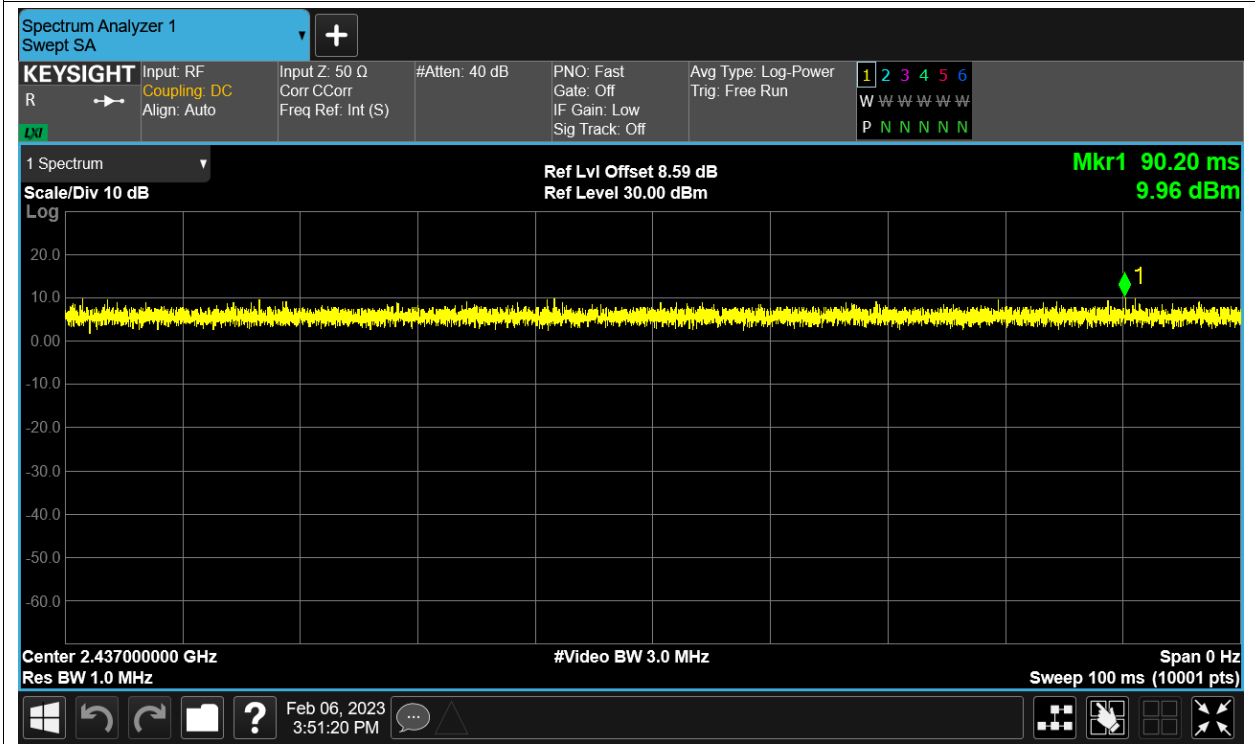 Spectrum Analyzer 1
Swept SA
+
KEYSIGHT
R
LXI
Input: RF
Coupling: DC
Align: Auto
Input Z: 50 Ω
Corr CCorr
Freq Ref: Int (S)
#Atten: 40 dB
PNO: Fast
Gate: Off
IF Gain: Low
Sig Track: Off
Avg Type: Log-Power
Trig: Free Run
1 2 3 4 5 6
W W W W W W
P N N N N N
1 Spectrum
Scale/Div 10 dB
Log
Ref Lvl Offset 8.59 dB
Ref Level 30.00 dBm
Mkr1 90.20 ms
9.96 dBm
20.0
1
10.0
0.00
-10.0
-20.0
-30.0
-40.0
-50.0
-60.0
Center 2.437000000 GHz
Res BW 1.0 MHz
#Video BW 3.0 MHz
Span 0 Hz
Sweep 100 ms (10001 pts)
?
Feb 06, 2023
3:51:20 PM